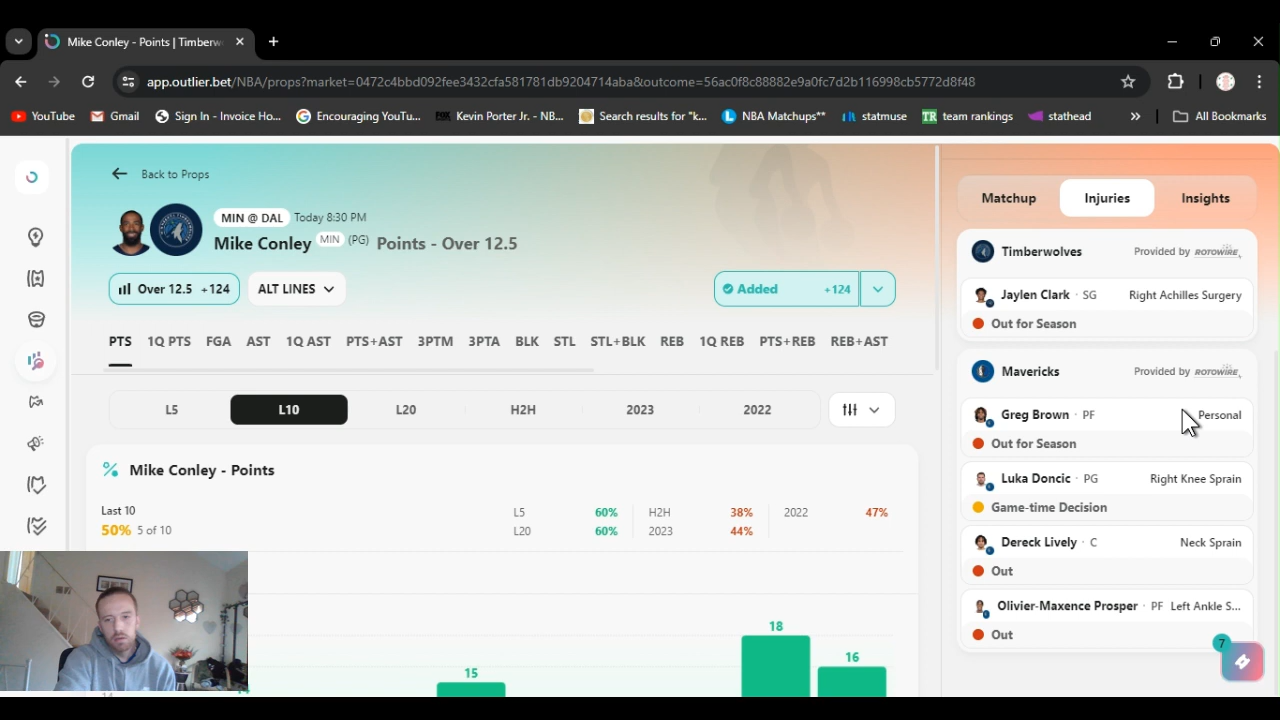 Mike Conley - Points | Timberw
app.outlier.bet/NBA/props?market=0472c4bbd092fee3432cfa581781db9204714aba&outcome=56ac0f8c88882e9a0fc7d2b116998cb5772d8f48
YouTube Gmail Sign In - Invoice Ho... Encouraging YouTu... Kevin Porter Jr. - NB... Search results for "k... NBA Matchups** statmuse team rankings stathead » All Bookmarks
Back to Props
MIN @ DAL Today 8:30 PM
Mike Conley MIN (PG) Points - Over 12.5
Over 12.5 +124 ALT LINES Added +124
PTS 1Q PTS FGA AST 1Q AST PTS+AST 3PTM 3PTA BLK STL STL+BLK REB 1Q REB PTS+REB REB+AST
L5 L10 L20 H2H 2023 2022
Mike Conley - Points
Last 10
50% 5 of 10
L5 60% H2H 38% 2022 47%
L20 60% 2023 44%
18
16
15
Matchup Injuries Insights
Timberwolves Provided by ROTOWIRE
Jaylen Clark · SG Right Achilles Surgery
Out for Season
Mavericks Provided by ROTOWIRE
Greg Brown · PF Personal
Out for Season
Luka Doncic · PG Right Knee Sprain
Game-time Decision
Dereck Lively · C Neck Sprain
Out
Olivier-Maxence Prosper · PF Left Ankle S...
Out
7